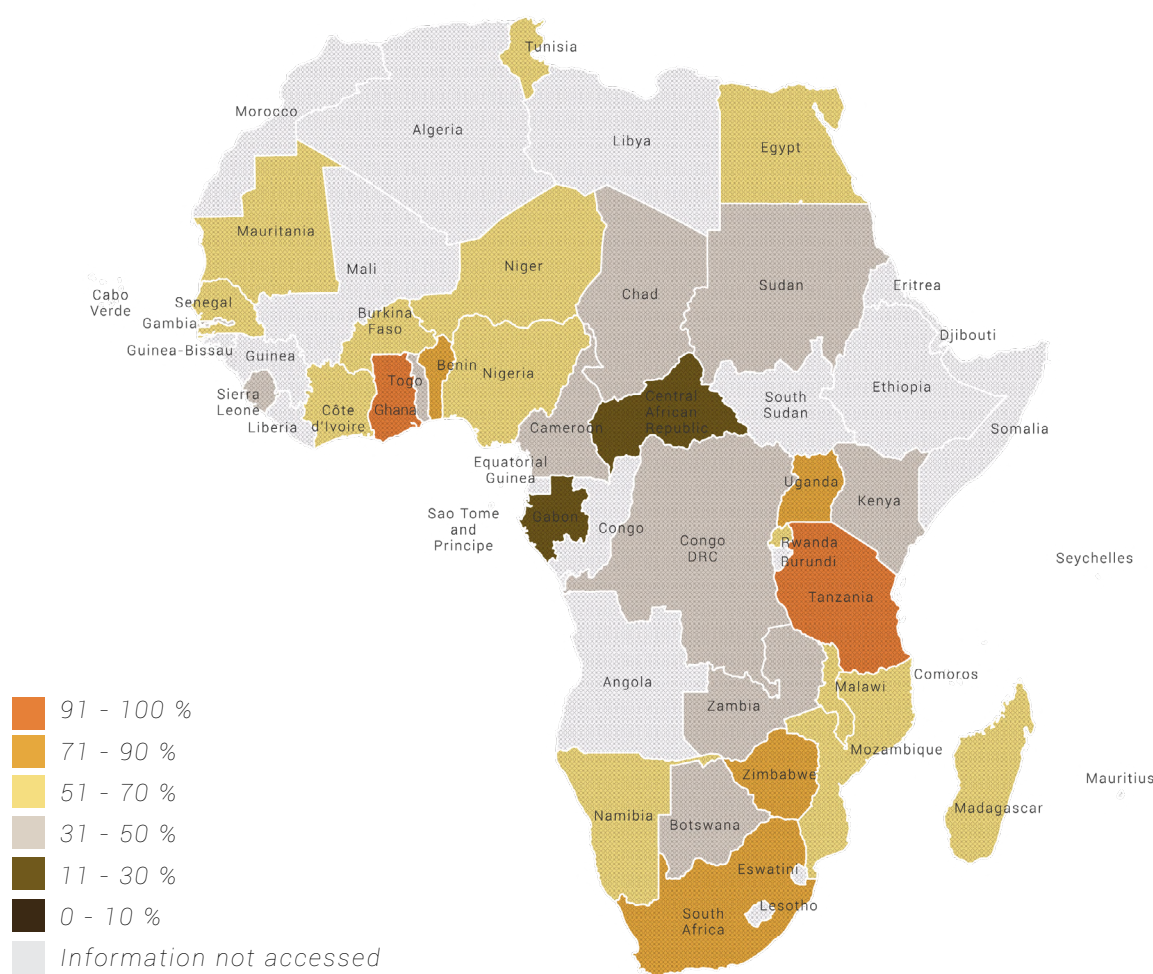 Tunisia
Morocco
Algeria
Libya
Egypt
Mauritania
Mali
Niger
Chad
Sudan
Eritrea
Cabo
Verde
Senegal
Gambia
Burkina
Faso
Djibouti
Guinea-Bissau
Guinea
Benin
Nigeria
Togo
Ethiopia
South
Sudan
Central
African
Republic
Sierra
Leone
Liberia
Côte
d'Ivoire
Ghana
Cameroon
Somalia
Equatorial
Guinea
Uganda
Kenya
Sao Tome
and
Principe
Gabon
Congo
Congo
DRC
Rwanda
Burundi
Seychelles
Tanzania
Angola
Comoros
Malawi
Zambia
Mozambique
Zimbabwe
Mauritius
Namibia
Botswana
Madagascar
Eswatini
Lesotho
South
Africa
91 - 100 %
71 - 90 %
51 - 70 %
31 - 50 %
11 - 30 %
0 - 10 %
Information not accessed